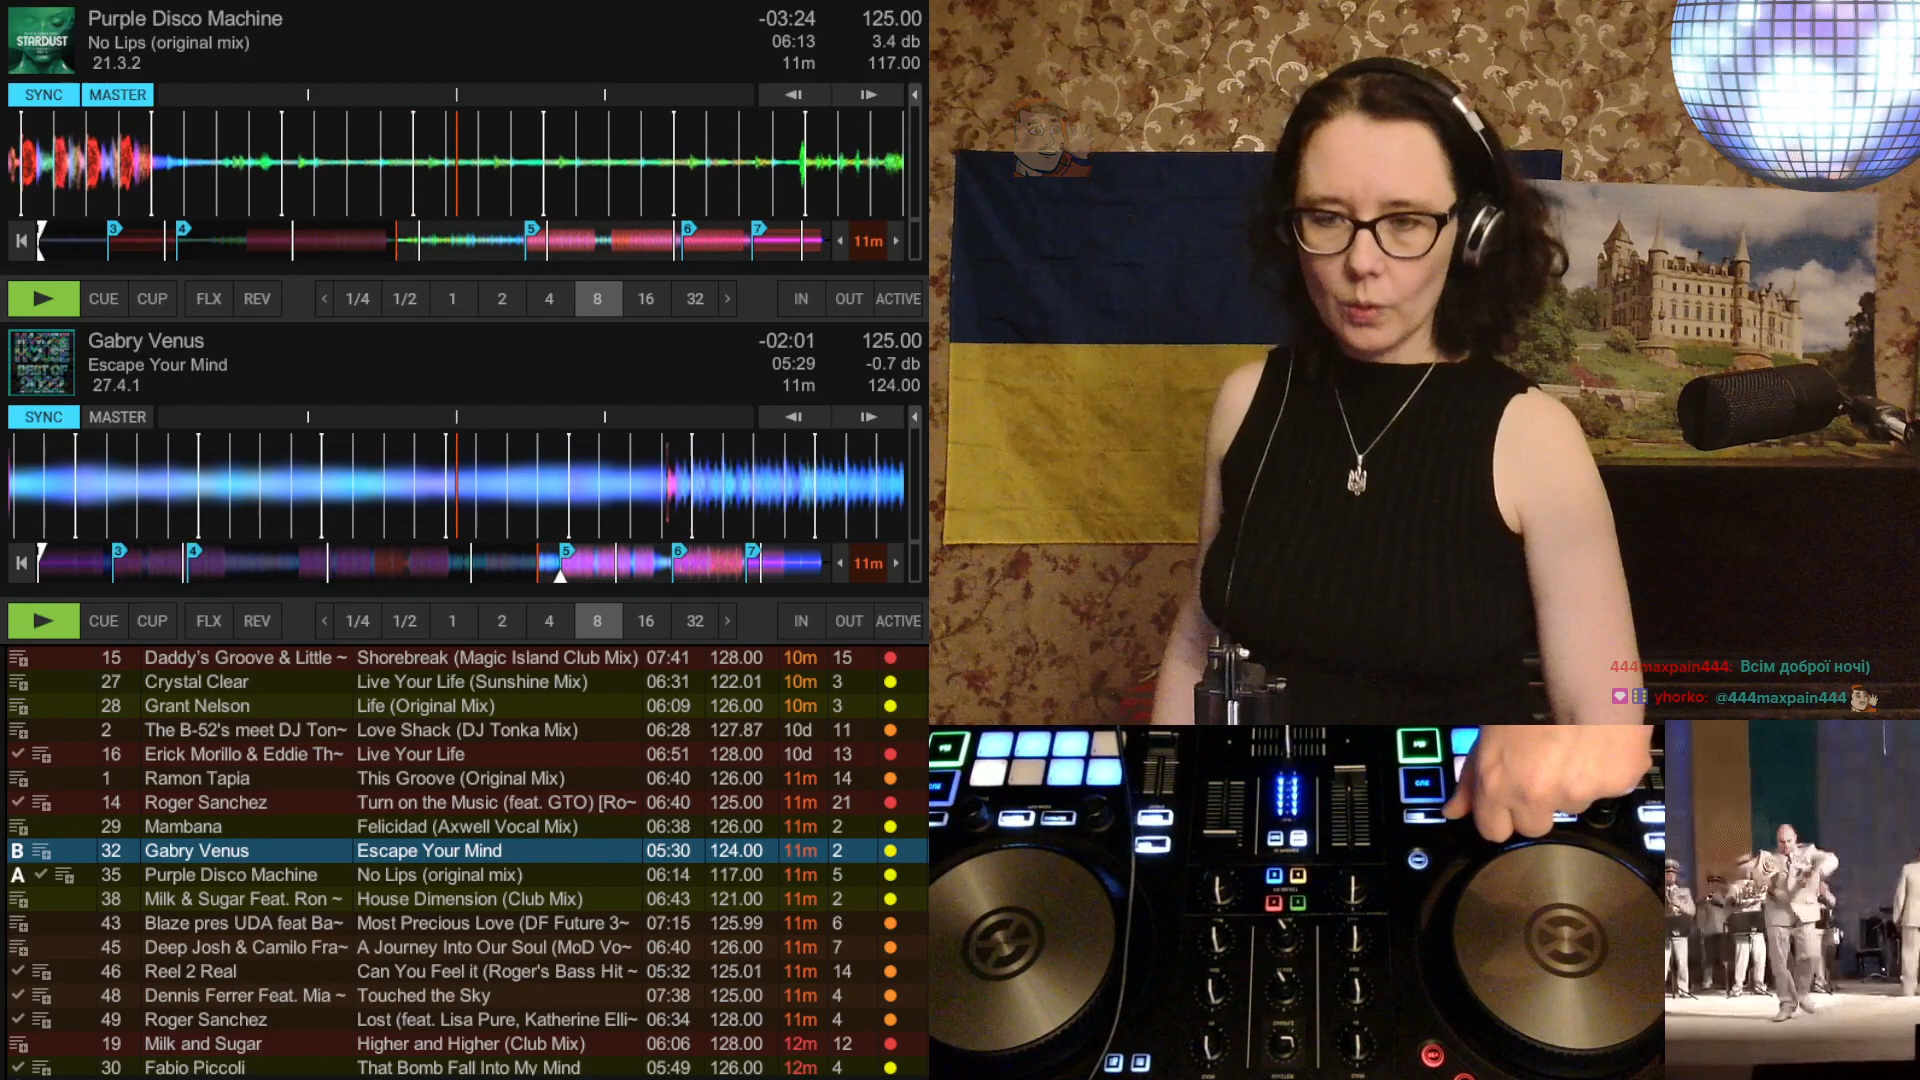 STARDUST
Purple Disco Machine
No Lips (original mix)
21.3.2
-03:24 125.00
06:13 3.4 db
11m 117.00
SYNC MASTER
3 4 5 6 7 11m
CUE CUP FLX REV 1/4 1/2 1 2 4 8 16 32 IN OUT ACTIVE
HOUSE
BEST OF
Gabry Venus
Escape Your Mind
27.4.1
-02:01 125.00
05:29 -0.7 db
11m 124.00
SYNC MASTER
3 4 5 6 7 11m
CUE CUP FLX REV 1/4 1/2 1 2 4 8 16 32 IN OUT ACTIVE
15 Daddy's Groove & Little ~ Shorebreak (Magic Island Club Mix) 07:41 128.00 10m 15
27 Crystal Clear Live Your Life (Sunshine Mix) 06:31 122.01 10m 3
28 Grant Nelson Life (Original Mix) 06:09 126.00 10m 3
2 The B-52's meet DJ Ton~ Love Shack (DJ Tonka Mix) 06:28 127.87 10d 11
16 Erick Morillo & Eddie Th~ Live Your Life 06:51 128.00 10d 13
1 Ramon Tapia This Groove (Original Mix) 06:40 126.00 11m 14
14 Roger Sanchez Turn on the Music (feat. GTO) [Ro~ 06:40 125.00 11m 21
29 Mambana Felicidad (Axwell Vocal Mix) 06:38 126.00 11m 2
B 32 Gabry Venus Escape Your Mind 05:30 124.00 11m 2
A 35 Purple Disco Machine No Lips (original mix) 06:14 117.00 11m 5
38 Milk & Sugar Feat. Ron ~ House Dimension (Club Mix) 06:43 121.00 11m 2
43 Blaze pres UDA feat Ba~ Most Precious Love (DF Future 3~ 07:15 125.99 11m 6
45 Deep Josh & Camilo Fra~ A Journey Into Our Soul (MoD Vo~ 06:40 126.00 11m 7
46 Reel 2 Real Can You Feel it (Roger's Bass Hit ~ 05:32 125.01 11m 14
48 Dennis Ferrer Feat. Mia ~ Touched the Sky 07:38 125.00 11m 4
49 Roger Sanchez Lost (feat. Lisa Pure, Katherine Elli~ 06:34 128.00 11m 4
19 Milk and Sugar Higher and Higher (Club Mix) 06:06 128.00 12m 12
30 Fabio Piccoli That Bomb Fall Into My Mind 05:49 126.00 12m 4
444maxpain444: Всім доброї ночі)
yhorko: @444maxpain444